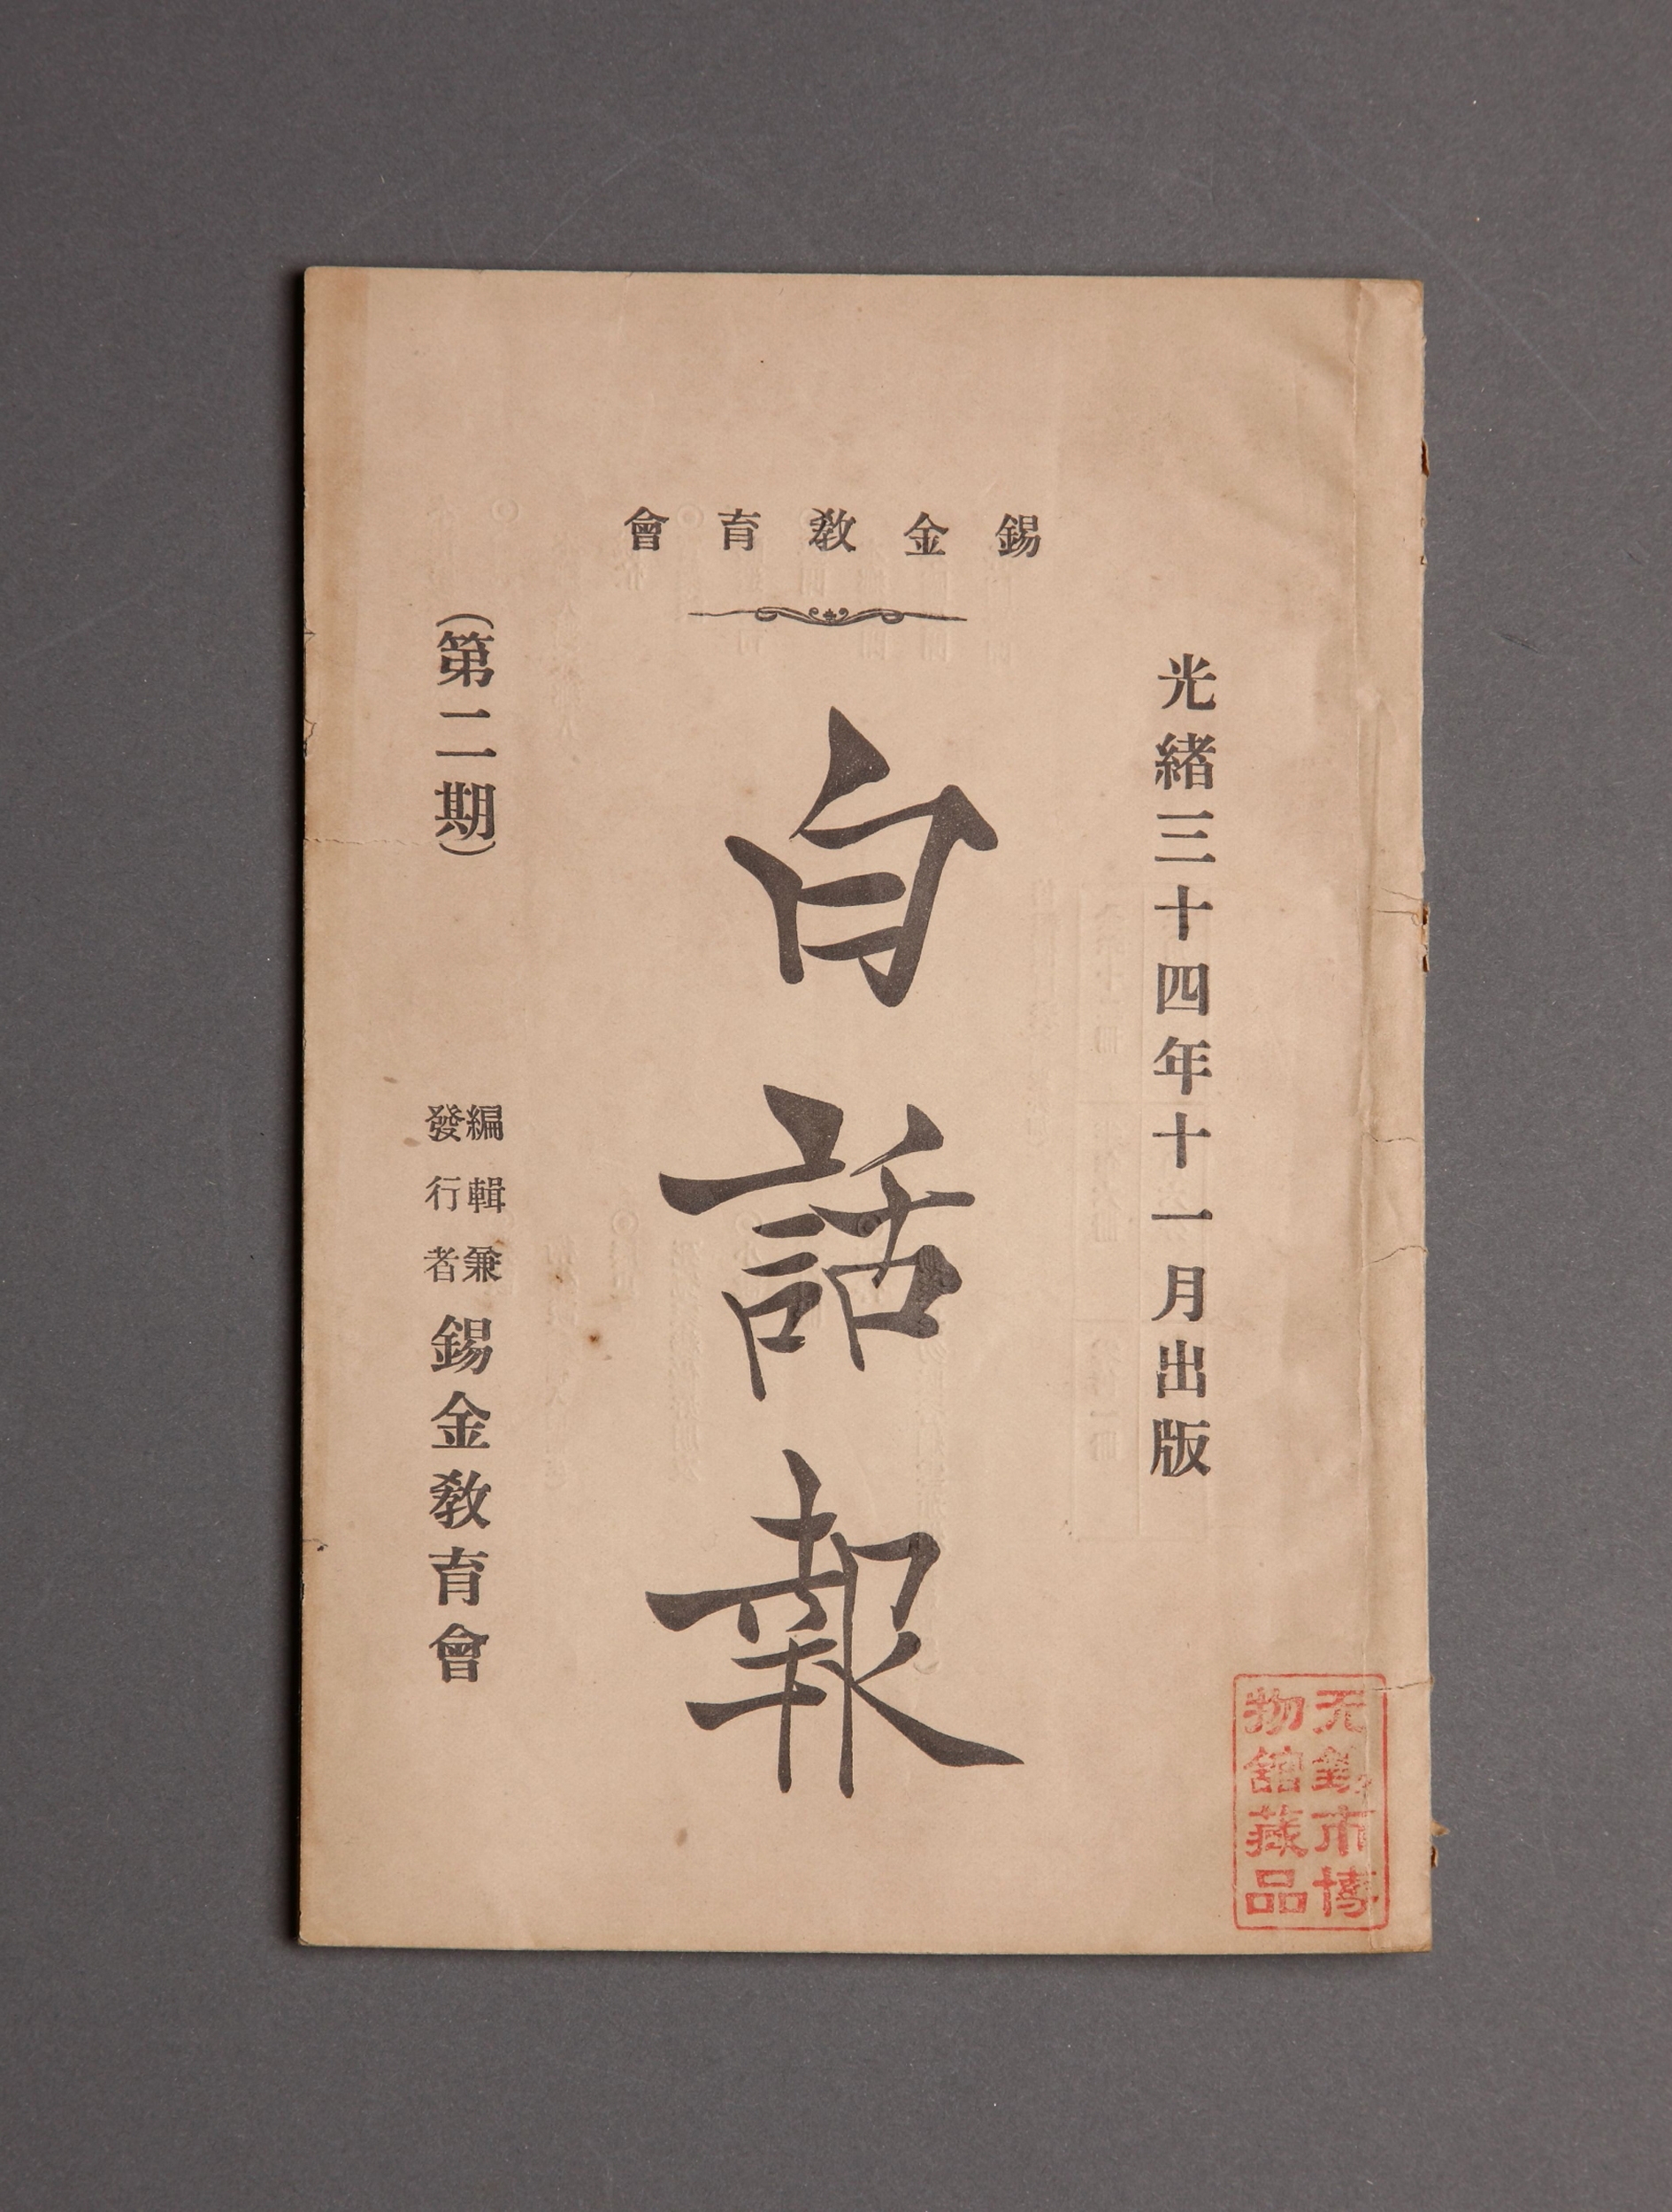 錫金教育會
光緒三十四年十一月出版
白話報
（第二期）
編輯兼
發行者
錫金教育會
无錫市博
物館藏品